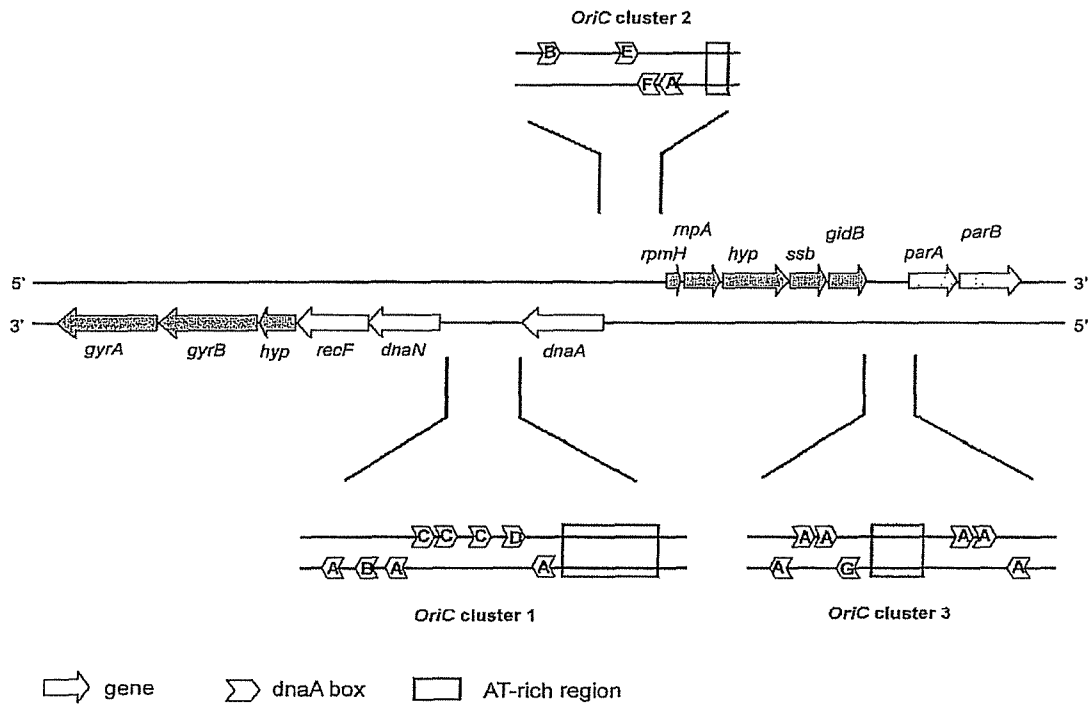 OriC cluster 2
B E
F A
rnpA gidB parB
rpmH hyp ssb parA
5' 3'
3' 5'
gyrA gyrB hyp recF dnaN dnaA
C C C D A A A A
A B A A A G A
OriC cluster 1 OriC cluster 3
gene dnaA box AT-rich region